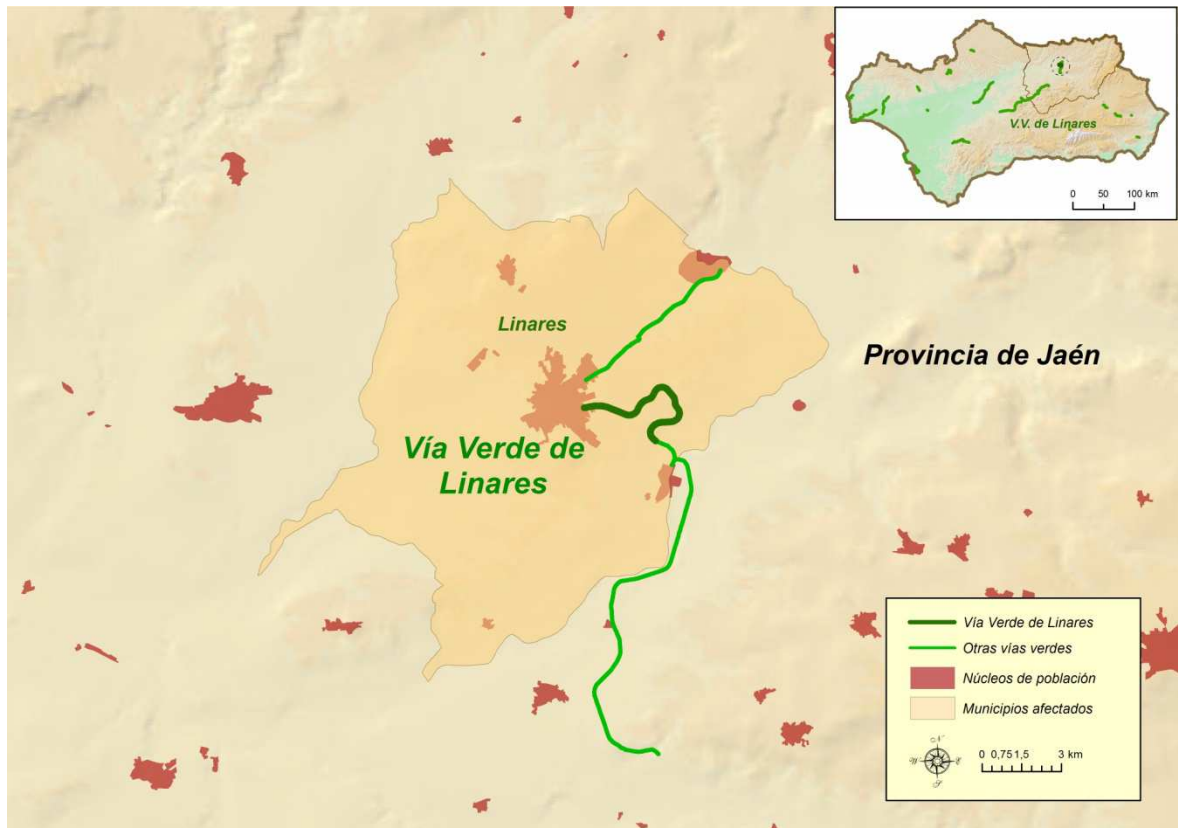 V.V. de Linares
0 50 100 km
Linares
Provincia de Jaén
Vía Verde de
Linares
Vía Verde de Linares
Otras vías verdes
Núcleos de población
Municipios afectados
N
W E
S
0 0,75 1,5 3 km